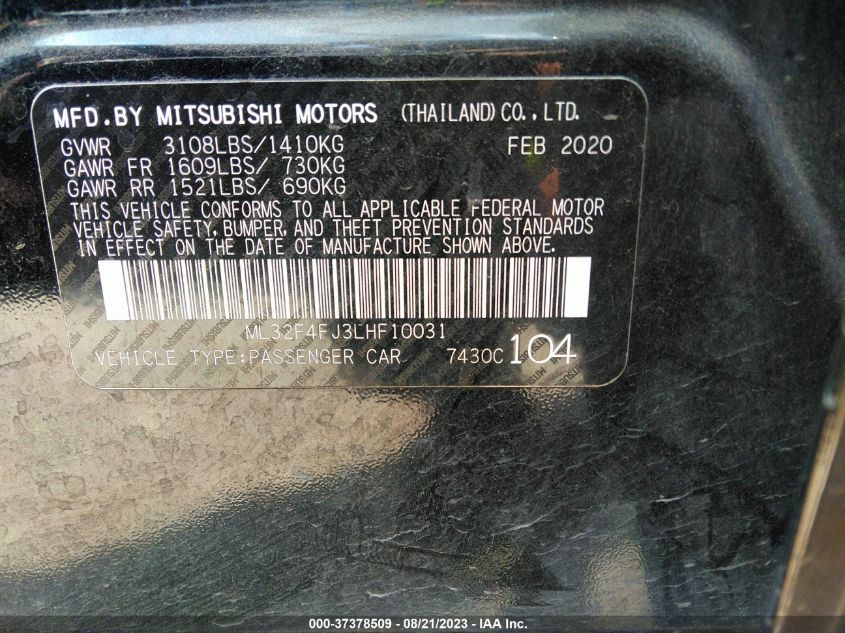 MFD.BY MITSUBISHI MOTORS (THAILAND)CO.,LTD.
GVWR 3108LBS/1410KG FEB 2020
GAWR FR 1609LBS/ 730KG
GAWR RR 1521LBS/ 690KG
THIS VEHICLE CONFORMS TO ALL APPLICABLE FEDERAL MOTOR
VEHICLE SAFETY, BUMPER, AND THEFT PREVENTION STANDARDS
IN EFFECT ON THE DATE OF MANUFACTURE SHOWN ABOVE.
ML32F4FJ3LHF10031
VEHICLE TYPE:PASSENGER CAR 7430C 104
000-37378509 - 08/21/2023 - IAA Inc.